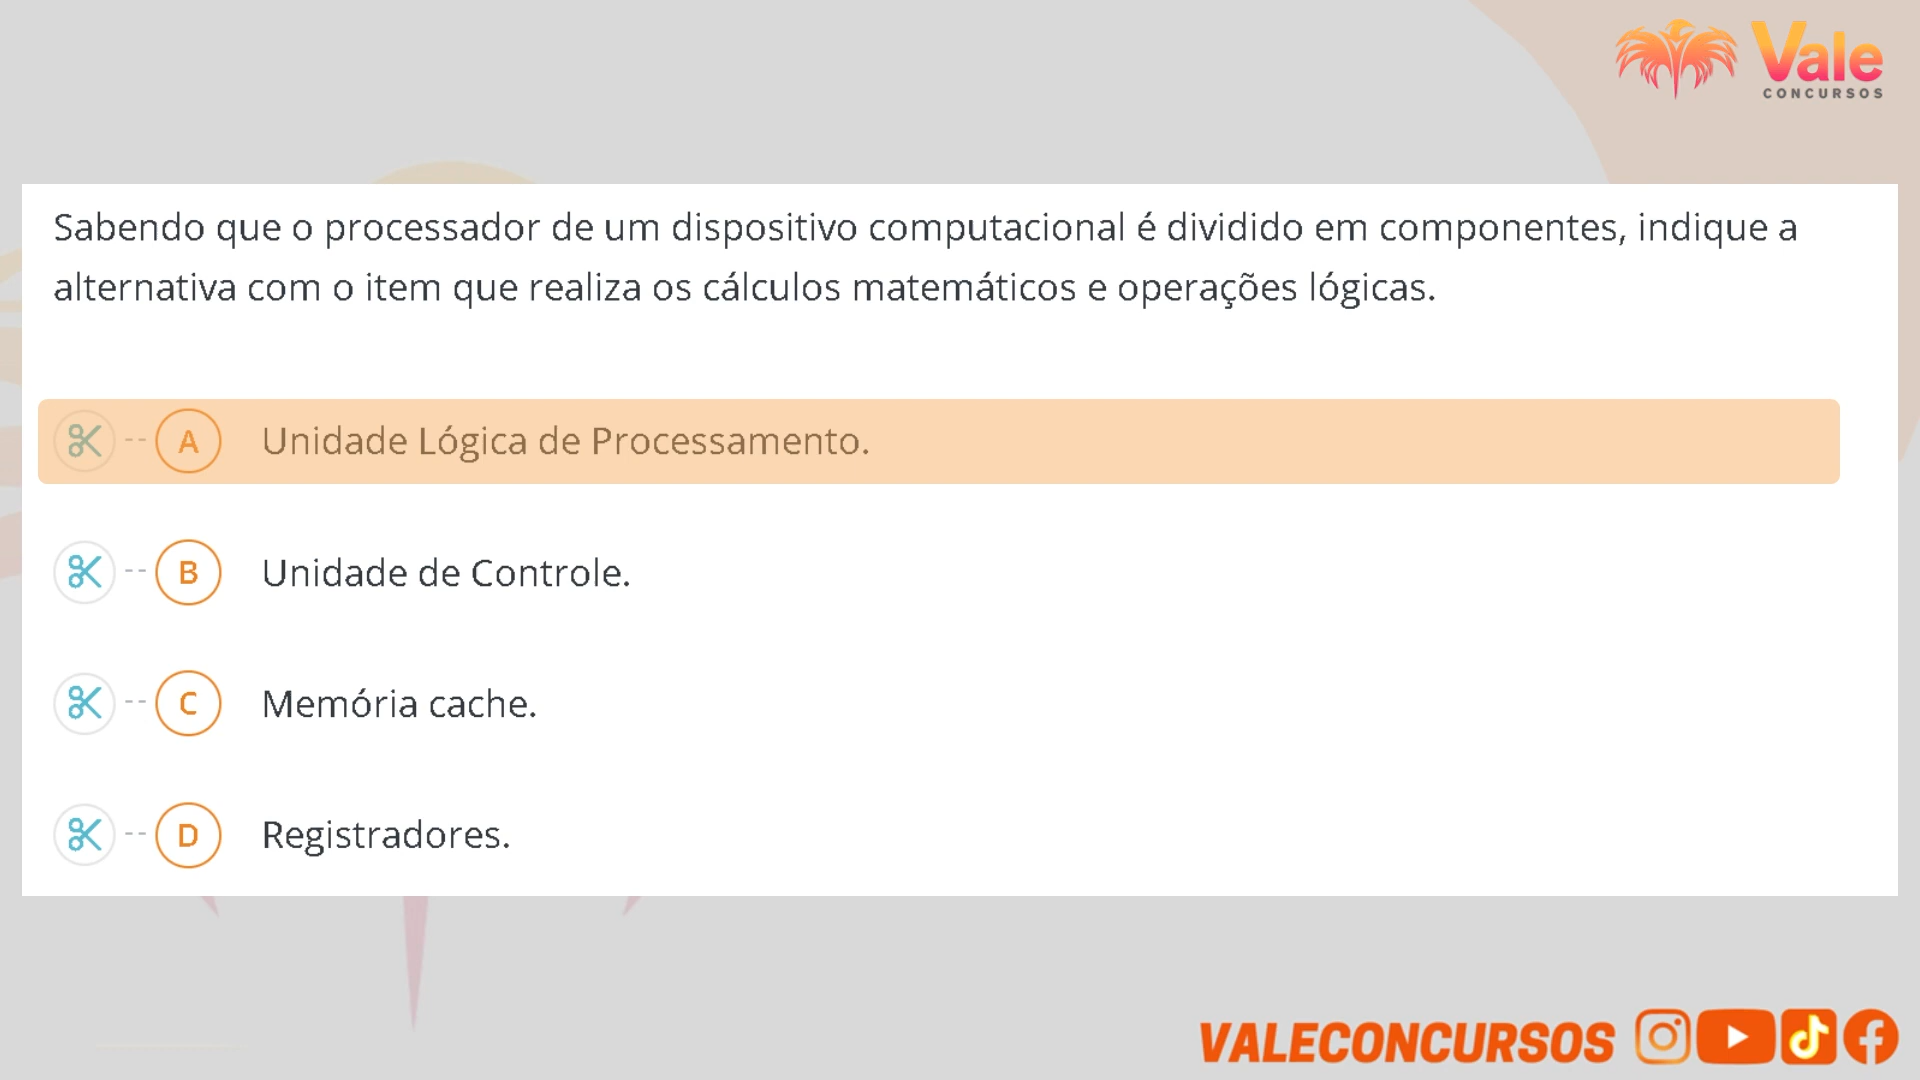 Vale
CONCURSOS
Sabendo que o processador de um dispositivo computacional é dividido em componentes, indique a
alternativa com o item que realiza os cálculos matemáticos e operações lógicas.
A Unidade Lógica de Processamento.
B Unidade de Controle.
C Memória cache.
D Registradores.
VALECONCURSOS